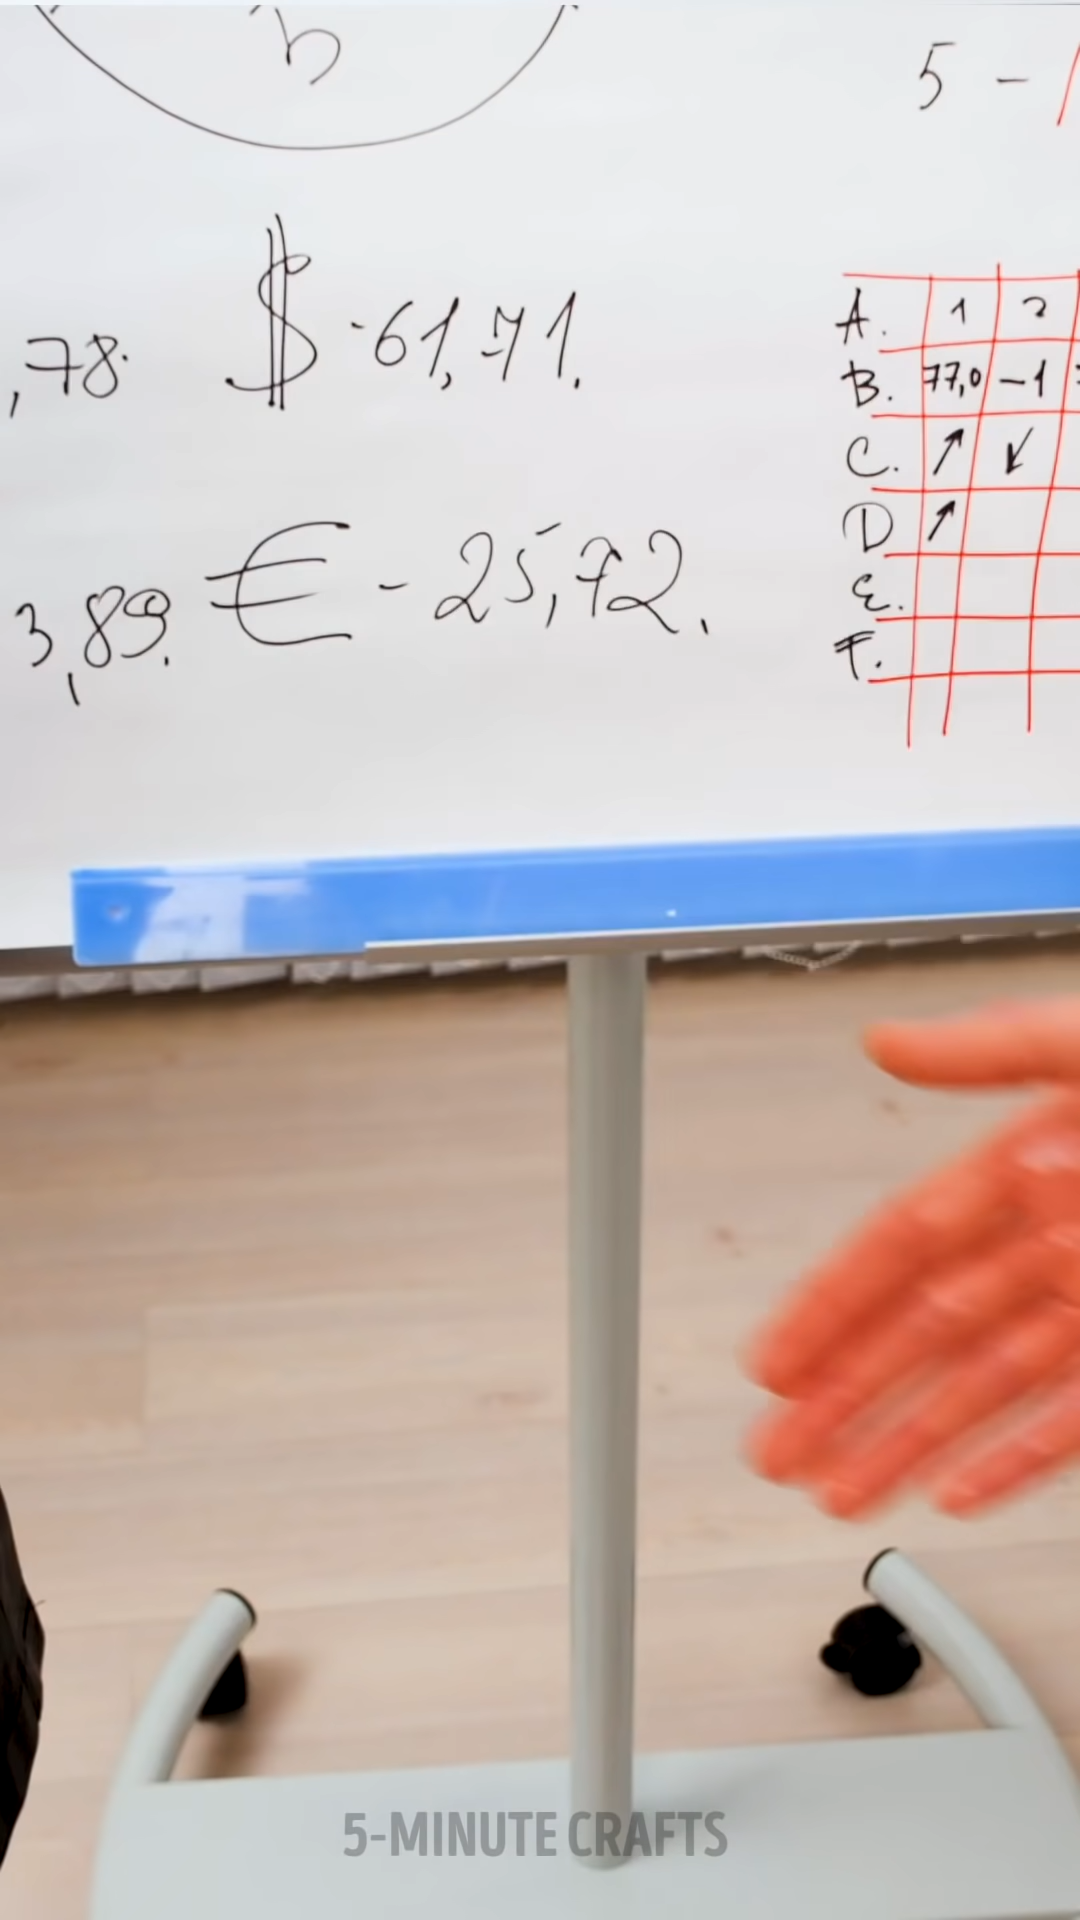 b
5 -
,78. $ -61,71.
3,89. € - 25,72.
A. 1 2
B. 77,0 -1
C. ↗ ↙
D ↗
E.
F.
5-MINUTE CRAFTS